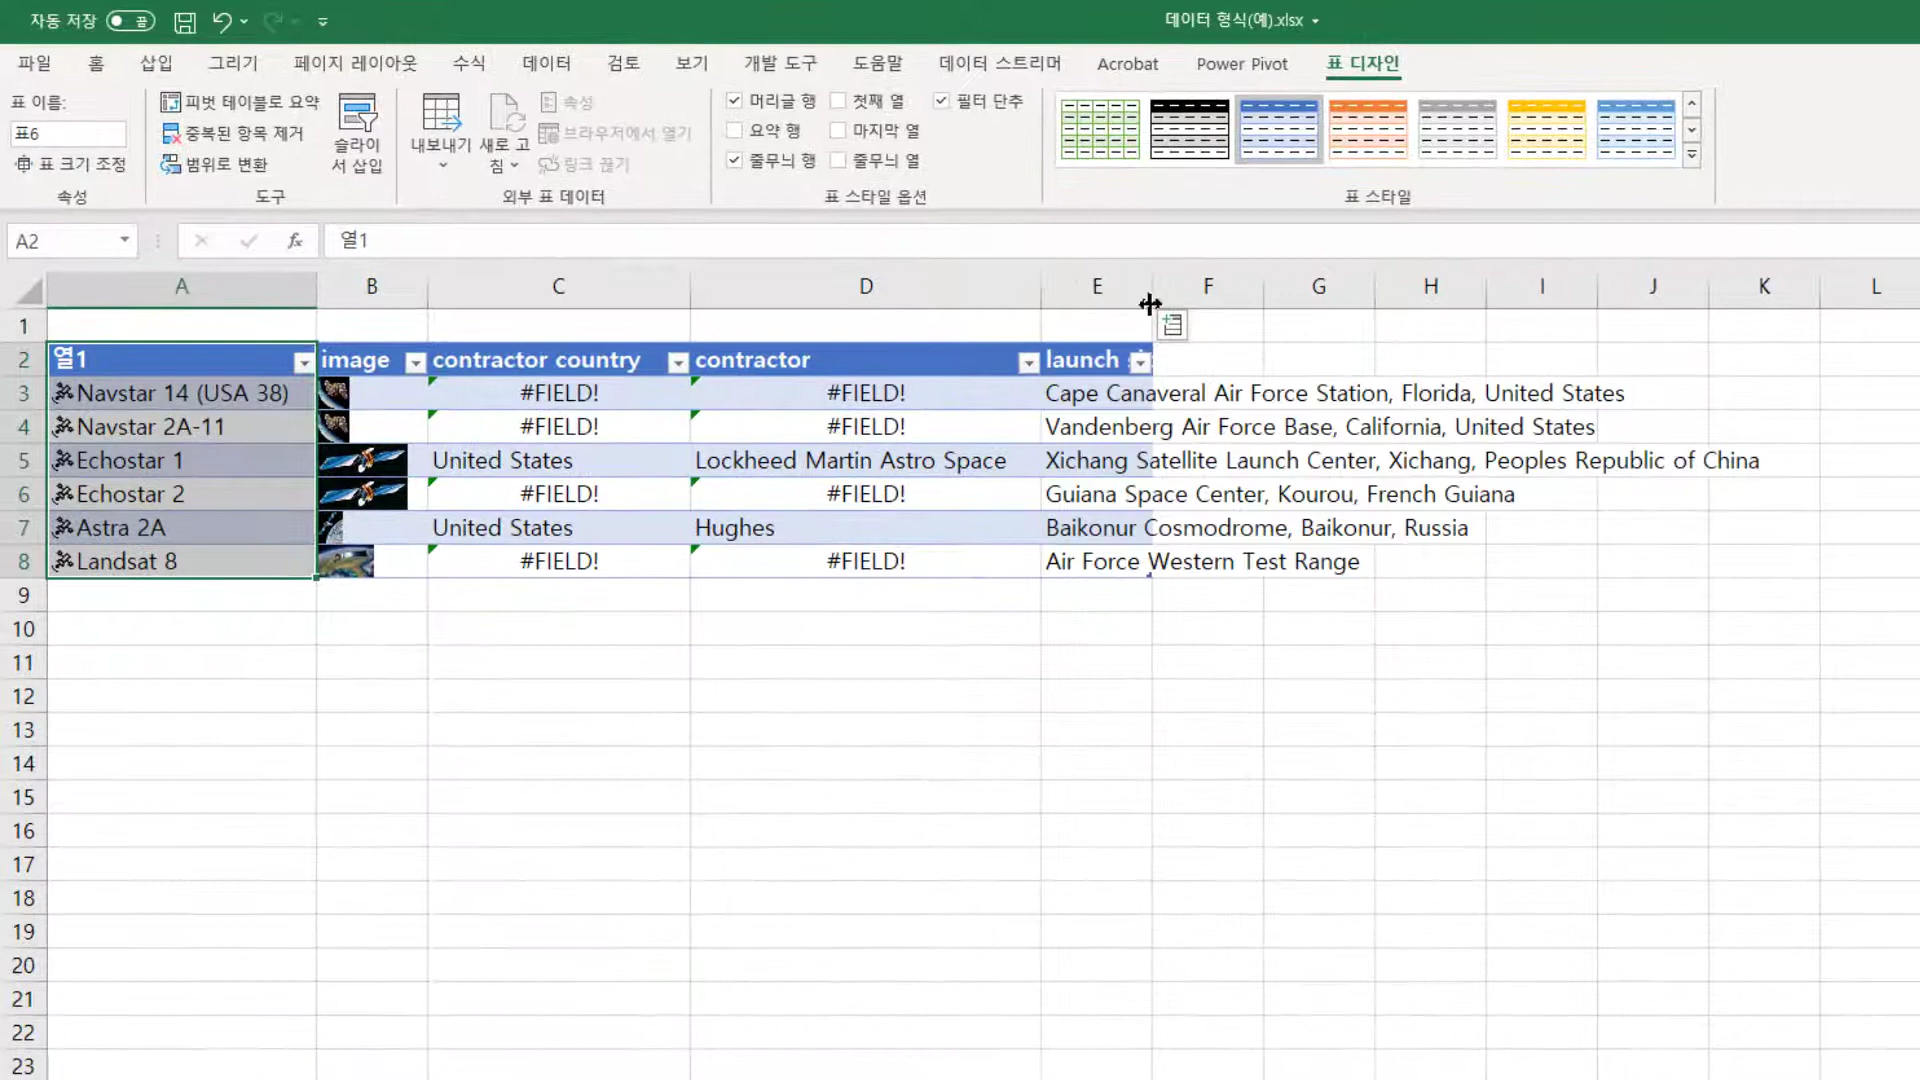 자동 저장 끔 데이터 형식(예).xlsx
파일 홈 삽입 그리기 페이지 레이아웃 수식 데이터 검토 보기 개발 도구 도움말 데이터 스트리머 Acrobat Power Pivot 표 디자인
표 이름:
표6
표 크기 조정
속성
피벗 테이블로 요약
중복된 항목 제거
범위로 변환
슬라이
서 삽입
도구
내보내기
새로 고
침
속성
브라우저에서 열기
링크 끊기
외부 표 데이터
머리글 행 첫째 열 필터 단추
요약 행 마지막 열
줄무늬 행 줄무늬 열
표 스타일 옵션
표 스타일
A2 fx 열1
A B C D E F G H I J K L
1
2 열1 image contractor country contractor launch
3 Navstar 14 (USA 38) #FIELD! #FIELD! Cape Canaveral Air Force Station, Florida, United States
4 Navstar 2A-11 #FIELD! #FIELD! Vandenberg Air Force Base, California, United States
5 Echostar 1 United States Lockheed Martin Astro Space Xichang Satellite Launch Center, Xichang, Peoples Republic of China
6 Echostar 2 #FIELD! #FIELD! Guiana Space Center, Kourou, French Guiana
7 Astra 2A United States Hughes Baikonur Cosmodrome, Baikonur, Russia
8 Landsat 8 #FIELD! #FIELD! Air Force Western Test Range
9
10
11
12
13
14
15
16
17
18
19
20
21
22
23